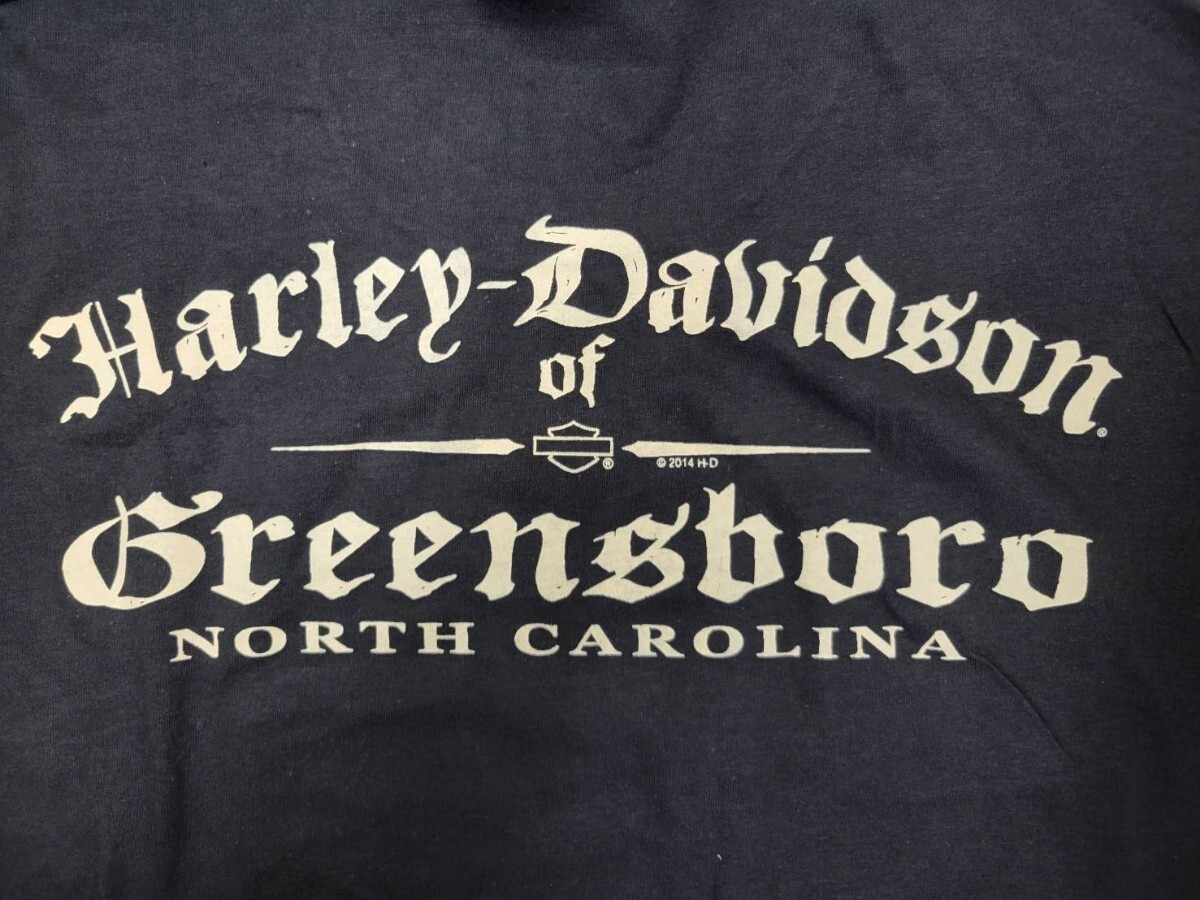 Harley-Davidson®
of
® © 2014 H-D
Greensboro
NORTH CAROLINA